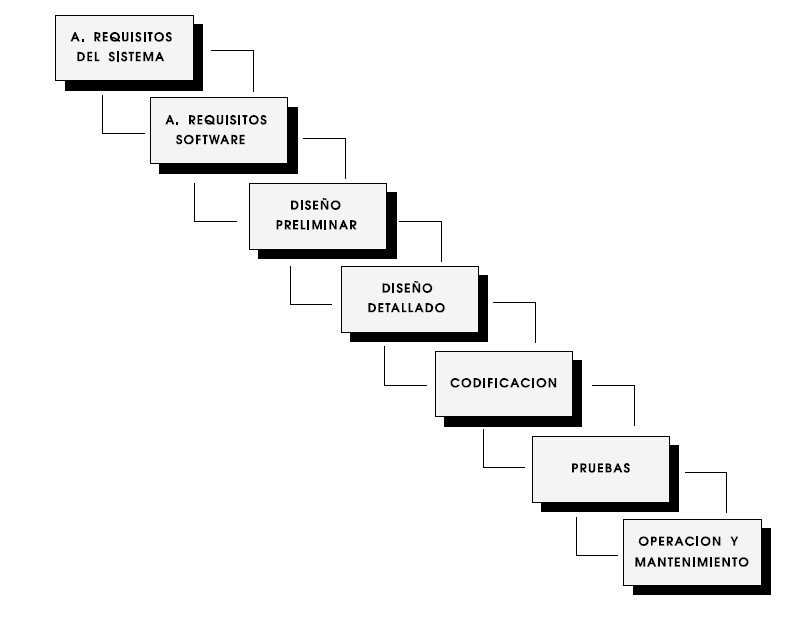 A. REQUISITOS
DEL SISTEMA
A. REQUISITOS
SOFTWARE
DISEÑO
PRELIMINAR
DISEÑO
DETALLADO
CODIFICACION
PRUEBAS
OPERACION Y
MANTENIMIENTO